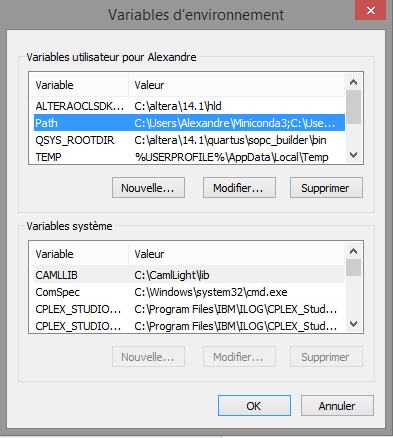 Variables d'environnement
Variables utilisateur pour Alexandre
Variable Valeur
ALTERAOCLSDK... C:\altera\14.1\hld
Path C:\Users\Alexandre\Miniconda3;C:\Use...
QSYS_ROOTDIR C:\altera\14.1\quartus\sopc_builder\bin
TEMP %USERPROFILE%\AppData\Local\Temp
Nouvelle... Modifier... Supprimer
Variables système
Variable Valeur
CAMLLIB C:\CamlLight\lib
ComSpec C:\Windows\system32\cmd.exe
CPLEX_STUDIO... C:\Program Files\IBM\ILOG\CPLEX_Stud...
CPLEX_STUDIO... C:\Program Files\IBM\ILOG\CPLEX_Stud...
Nouvelle... Modifier... Supprimer
OK Annuler